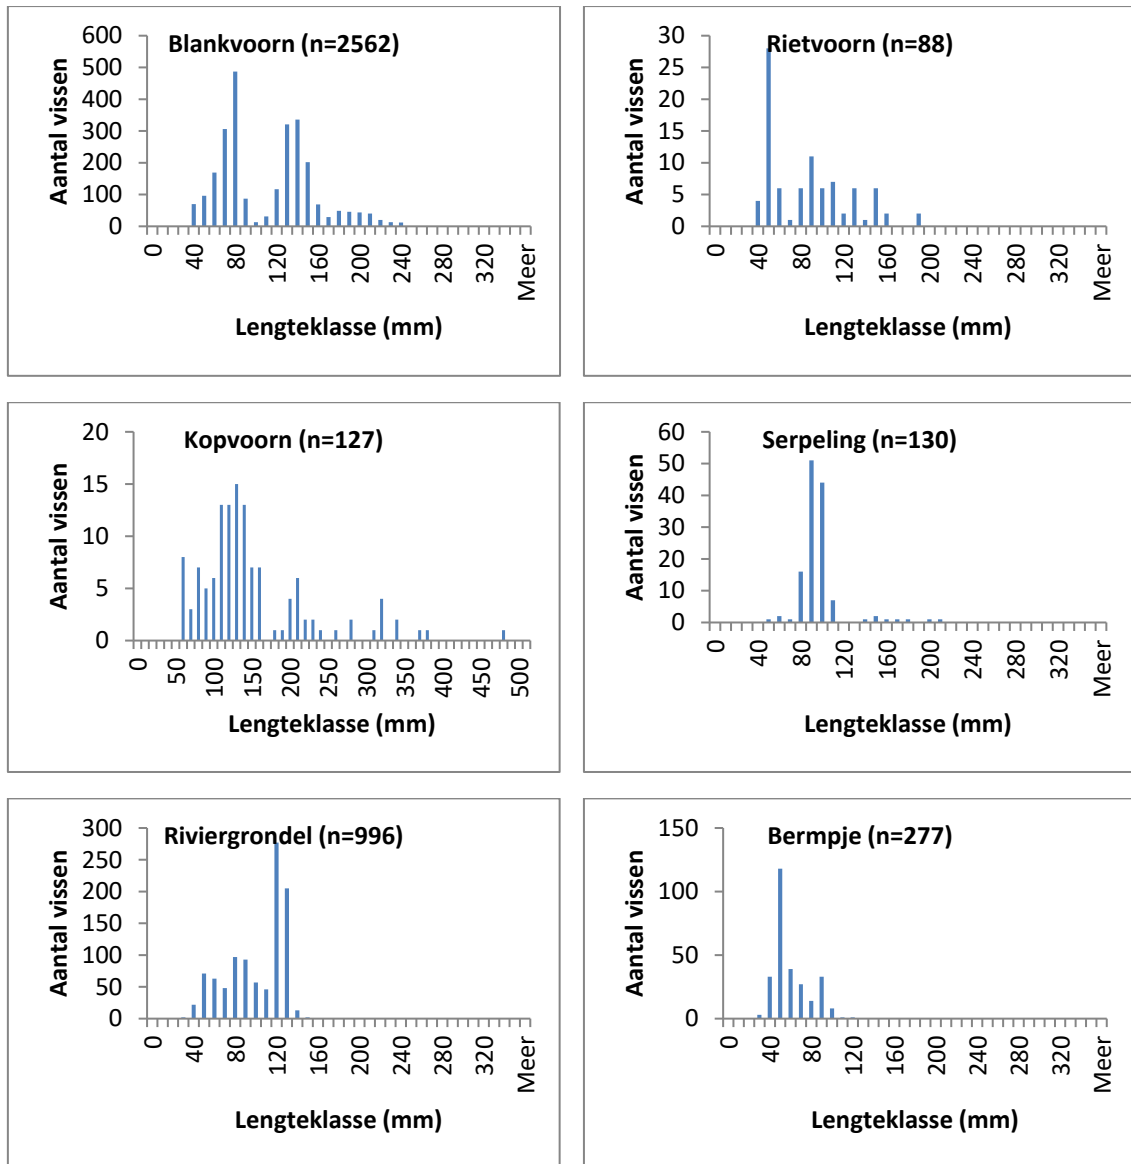 Blankvoorn (n=2562)
Aantal vissen
600
500
400
300
200
100
0
0 40 80 120 160 200 240 280 320 Meer
Lengteklasse (mm)
Rietvoorn (n=88)
Aantal vissen
30
25
20
15
10
5
0
0 40 80 120 160 200 240 280 320 Meer
Lengteklasse (mm)
Kopvoorn (n=127)
Aantal vissen
20
15
10
5
0
0 50 100 150 200 250 300 350 400 450 500
Lengteklasse (mm)
Serpeling (n=130)
Aantal vissen
60
50
40
30
20
10
0
0 40 80 120 160 200 240 280 320 Meer
Lengteklasse (mm)
Riviergrondel (n=996)
Aantal vissen
300
250
200
150
100
50
0
0 40 80 120 160 200 240 280 320 Meer
Lengteklasse (mm)
Bermpje (n=277)
Aantal vissen
150
100
50
0
0 40 80 120 160 200 240 280 320 Meer
Lengteklasse (mm)